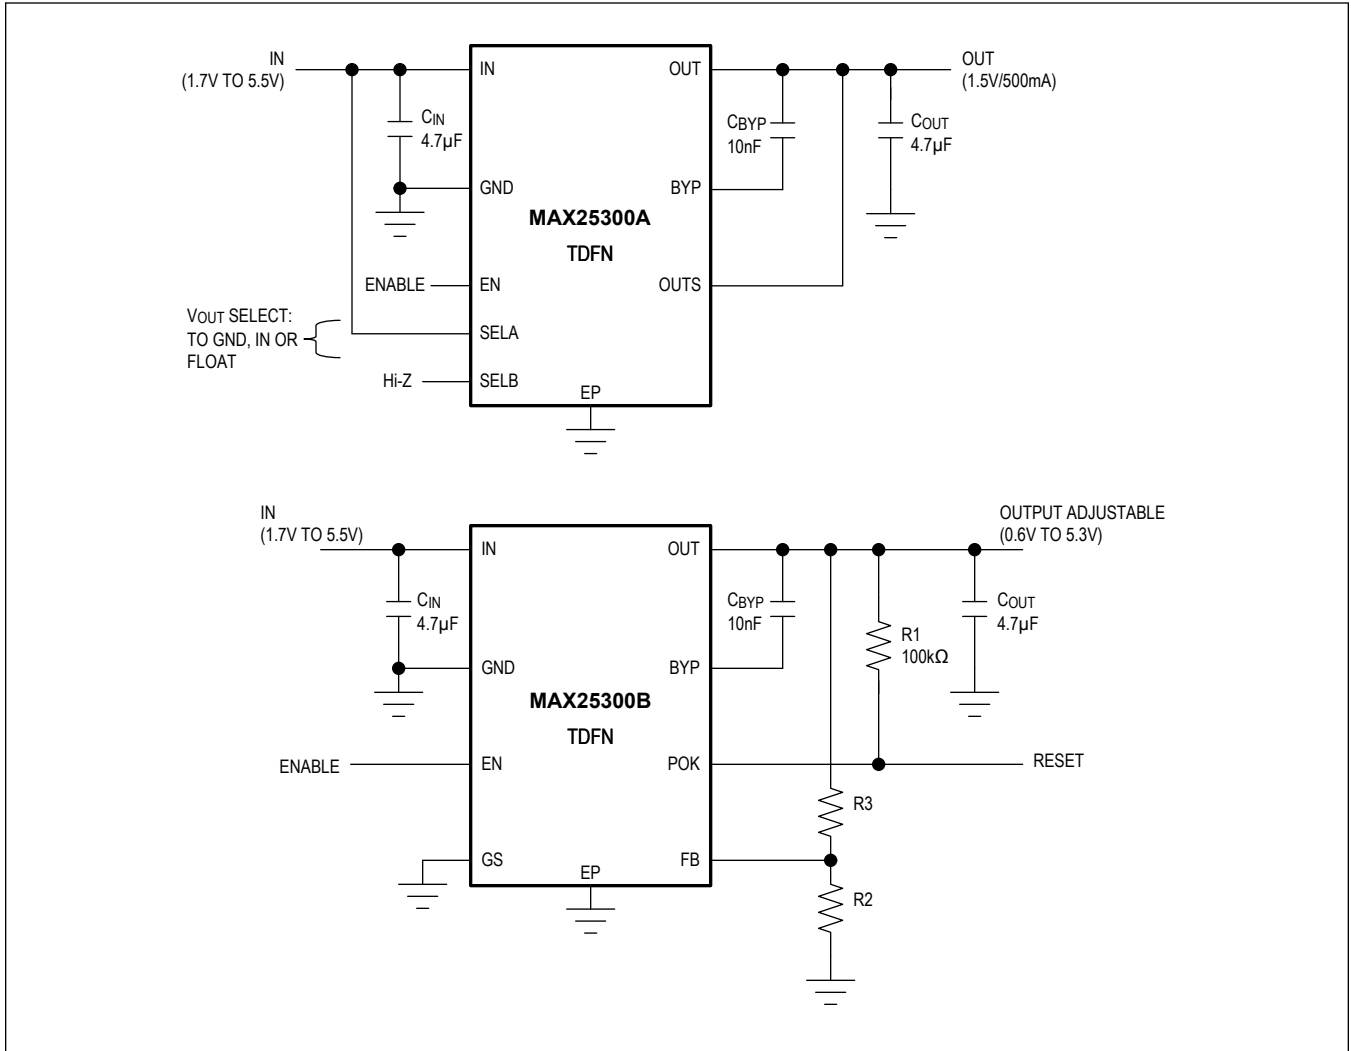 IN
(1.7V TO 5.5V)
IN
OUT
OUT
(1.5V/500mA)
CIN
4.7µF
CBYP
10nF
COUT
4.7µF
GND
BYP
MAX25300A
TDFN
ENABLE
EN
OUTS
VOUT SELECT:
TO GND, IN OR
FLOAT
SELA
Hi-Z
SELB
EP
IN
(1.7V TO 5.5V)
IN
OUT
OUTPUT ADJUSTABLE
(0.6V TO 5.3V)
CIN
4.7µF
CBYP
10nF
R1
100kΩ
COUT
4.7µF
GND
BYP
MAX25300B
TDFN
ENABLE
EN
POK
RESET
R3
GS
FB
EP
R2